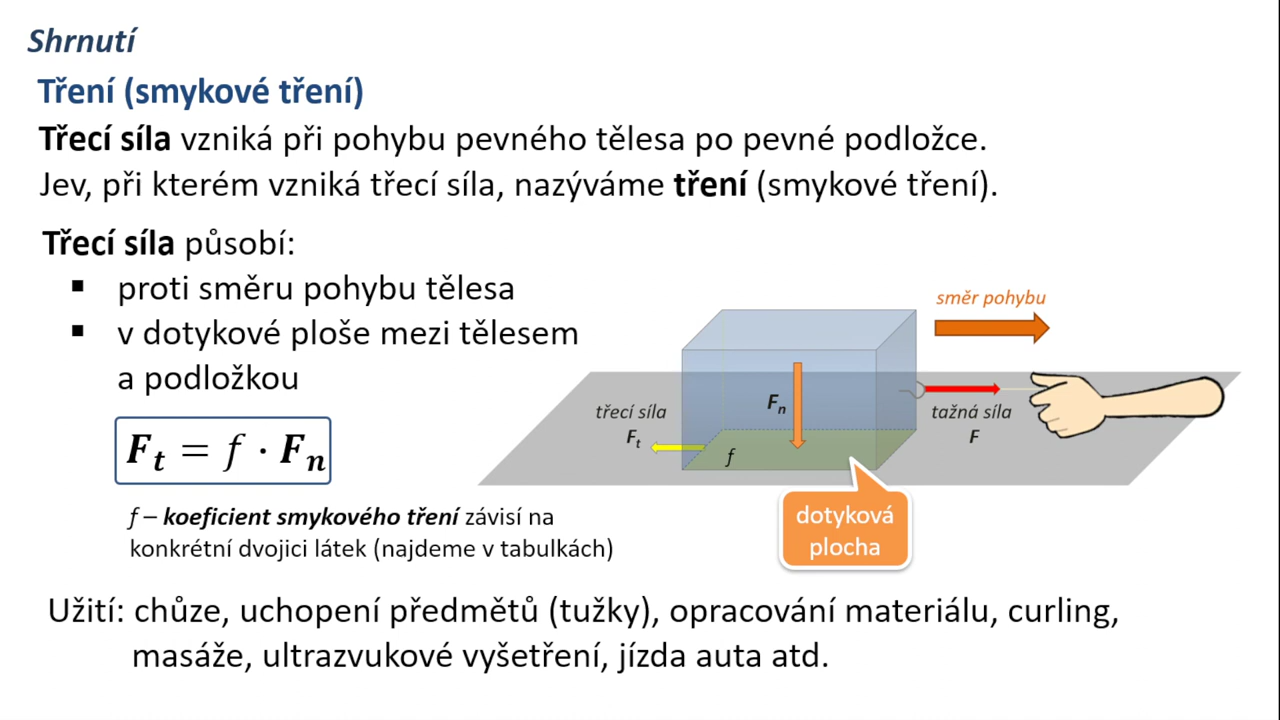 Shrnutí
Tření (smykové tření)
Třecí síla vzniká při pohybu pevného tělesa po pevné podložce.
Jev, při kterém vzniká třecí síla, nazýváme tření (smykové tření).
Třecí síla působí:
▪ proti směru pohybu tělesa
▪ v dotykové ploše mezi tělesem
a podložkou
Fₜ = f · Fₙ
f – koeficient smykového tření závisí na
konkrétní dvojici látek (najdeme v tabulkách)
směr pohybu
třecí síla
Fₜ
Fₙ
f
tažná síla
F
dotyková
plocha
Užití: chůze, uchopení předmětů (tužky), opracování materiálu, curling,
masáže, ultrazvukové vyšetření, jízda auta atd.